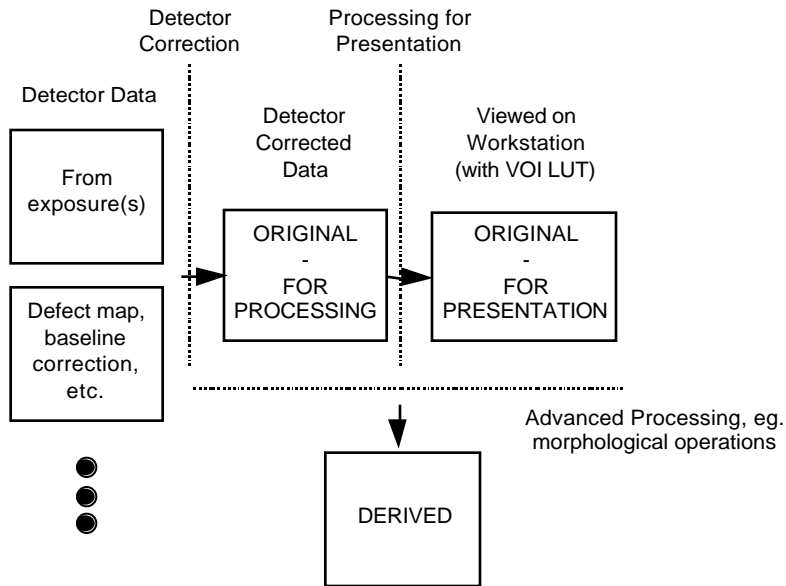 Detector
Correction
Processing for
Presentation
Detector Data
Detector
Corrected
Data
Viewed on
Workstation
(with VOI LUT)
From
exposure(s)
ORIGINAL
-
FOR
PROCESSING
ORIGINAL
-
FOR
PRESENTATION
Defect map,
baseline
correction,
etc.
Advanced Processing, eg.
morphological operations
DERIVED